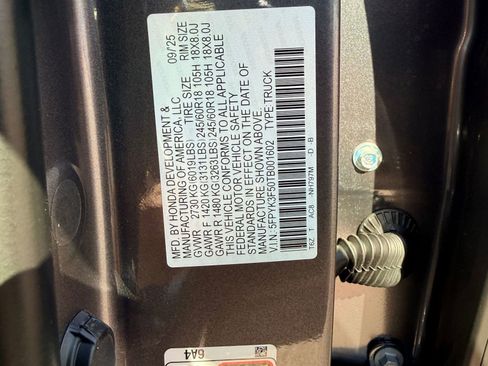 MFD. BY HONDA DEVELOPMENT & 09/25
MANUFACTURING OF AMERICA, LLC
TIRE SIZE RIM SIZE
GVWR 2730 KG(6019LBS)
GAWR F 1420 KG(3131LBS) 245/60R18 105H 18X8.0J
GAWR R 1480 KG(3263LBS) 245/60R18 105H 18X8.0J
THIS VEHICLE CONFORMS TO ALL APPLICABLE
FEDERAL MOTOR VEHICLE SAFETY
STANDARDS IN EFFECT ON THE DATE OF
MANUFACTURE SHOWN ABOVE.
V.I.N.: 5FPYK3F50TB001602 TYPE:TRUCK
T6Z T AC8 -NH797M -D -B
6A4